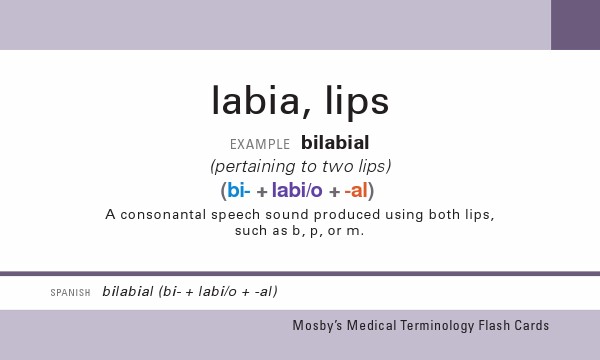 labia, lips
EXAMPLE bilabial
(pertaining to two lips)
(bi- + labi/o + -al)
A consonantal speech sound produced using both lips,
such as b, p, or m.
SPANISH bilabial (bi- + labi/o + -al)
Mosby's Medical Terminology Flash Cards